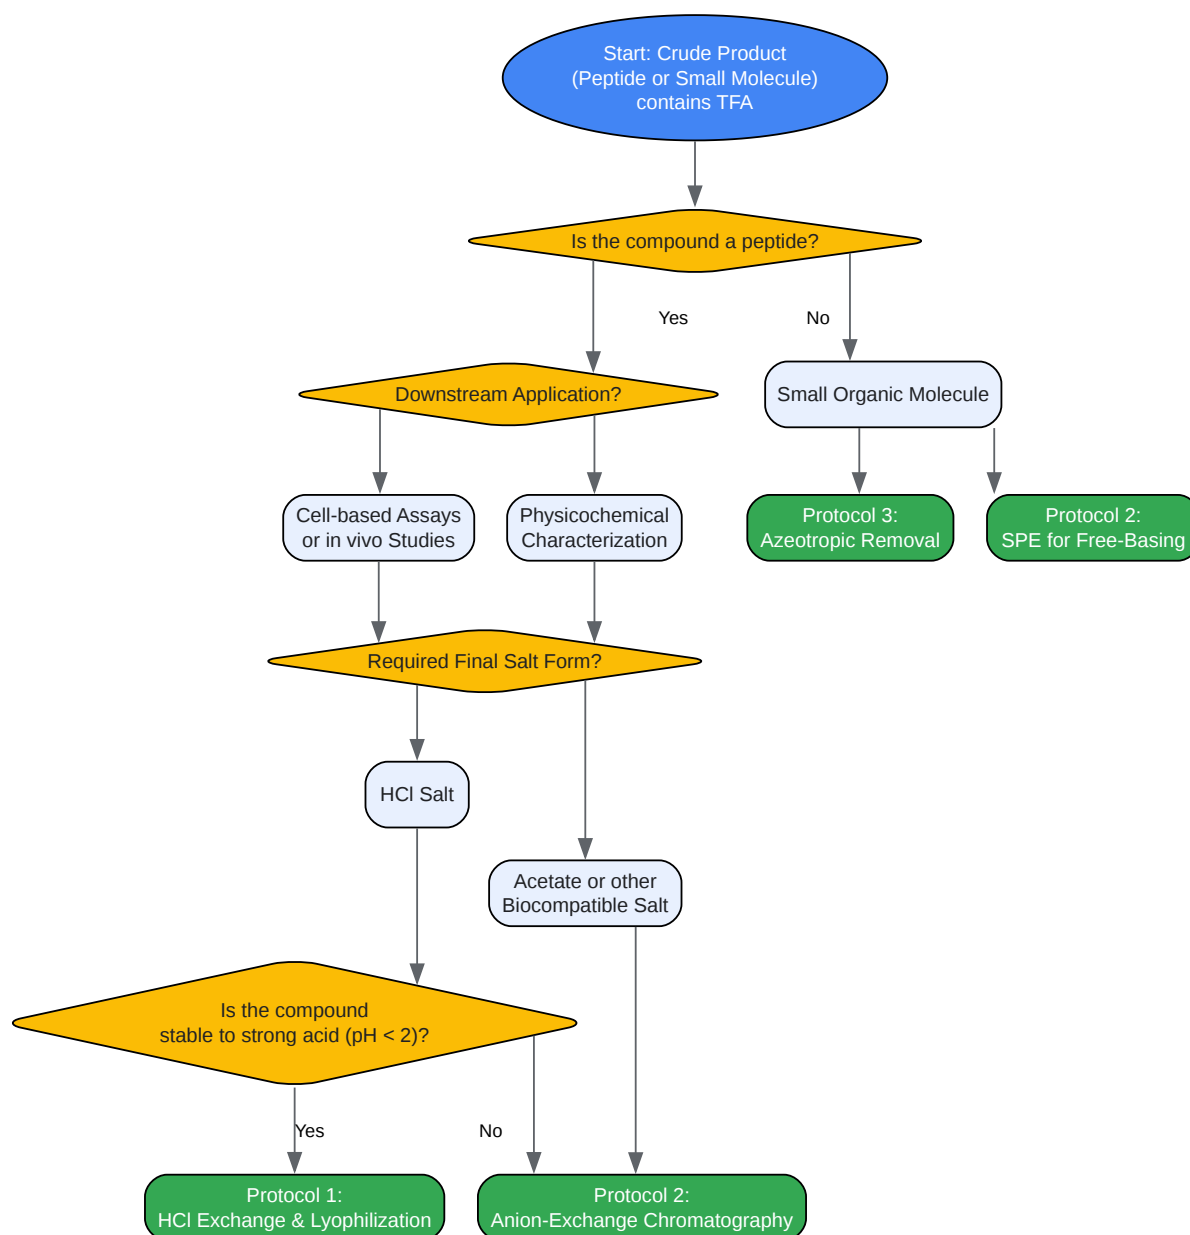 Start: Crude Product
(Peptide or Small Molecule)
contains TFA
Is the compound a peptide?
Yes
No
Downstream Application?
Small Organic Molecule
Cell-based Assays
or in vivo Studies
Physicochemical
Characterization
Protocol 3:
Azeotropic Removal
Protocol 2:
SPE for Free-Basing
Required Final Salt Form?
HCl Salt
Acetate or other
Biocompatible Salt
Is the compound
stable to strong acid (pH < 2)?
Yes
No
Protocol 1:
HCl Exchange & Lyophilization
Protocol 2:
Anion-Exchange Chromatography